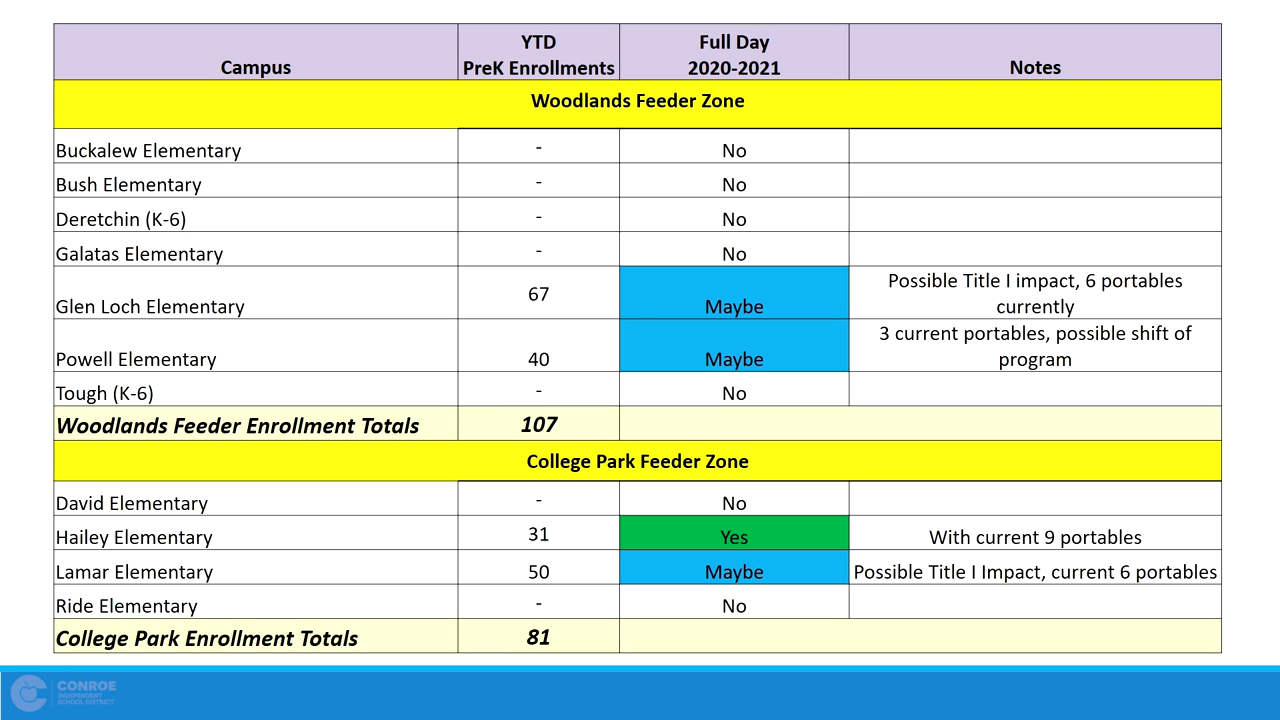 Campus
YTD
PreK Enrollments
Full Day
2020-2021
Notes
Woodlands Feeder Zone
Buckalew Elementary - No
Bush Elementary - No
Deretchin (K-6) - No
Galatas Elementary - No
Glen Loch Elementary 67 Maybe Possible Title I impact, 6 portables
currently
Powell Elementary 40 Maybe 3 current portables, possible shift of
program
Tough (K-6) - No
Woodlands Feeder Enrollment Totals 107
College Park Feeder Zone
David Elementary - No
Hailey Elementary 31 Yes With current 9 portables
Lamar Elementary 50 Maybe Possible Title I Impact, current 6 portables
Ride Elementary - No
College Park Enrollment Totals 81
CONROE
INDEPENDENT
SCHOOL DISTRICT